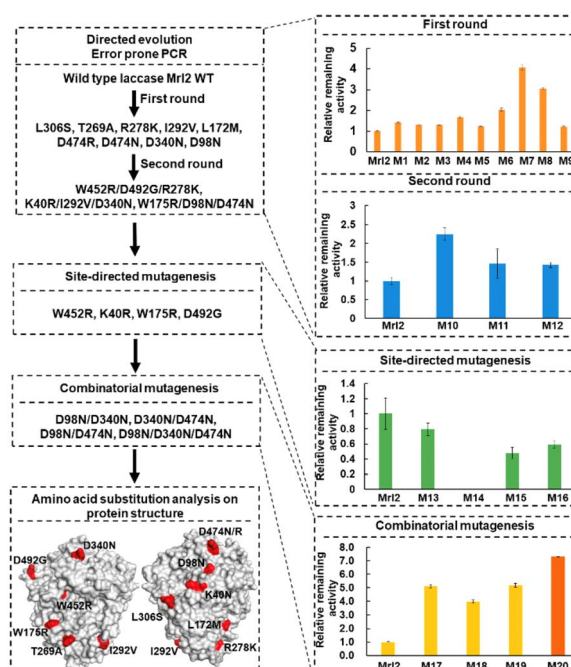 Directed evolution
Error prone PCR
Wild type laccase Mrl2 WT
First round
L306S, T269A, R278K, I292V, L172M,
D474R, D474N, D340N, D98N
Second round
W452R/D492G/R278K,
K40R/I292V/D340N, W175R/D98N/D474N
Site-directed mutagenesis
W452R, K40R, W175R, D492G
Combinatorial mutagenesis
D98N/D340N, D340N/D474N,
D98N/D474N, D98N/D340N/D474N
Amino acid substitution analysis on
protein structure
D340N
D492G
W452R
W175R
T269A
I292V
D474N/R
D98N
K40N
L306S
L172M
I292V
R278K
First round
Relative remaining
activity
5
4
3
2
1
0
Mrl2 M1 M2 M3 M4 M5 M6 M7 M8 M9
Second round
Relative remaining
activity
3
2.5
2
1.5
1
0.5
0
Mrl2 M10 M11 M12
Site-directed mutagenesis
Relative remaining
activity
1.4
1.2
1.0
0.8
0.6
0.4
0.2
0
Mrl2 M13 M14 M15 M16
Combinatorial mutagenesis
Relative remaining
activity
8.0
7.0
6.0
5.0
4.0
3.0
2.0
1.0
0
Mrl2 M17 M18 M19 M20